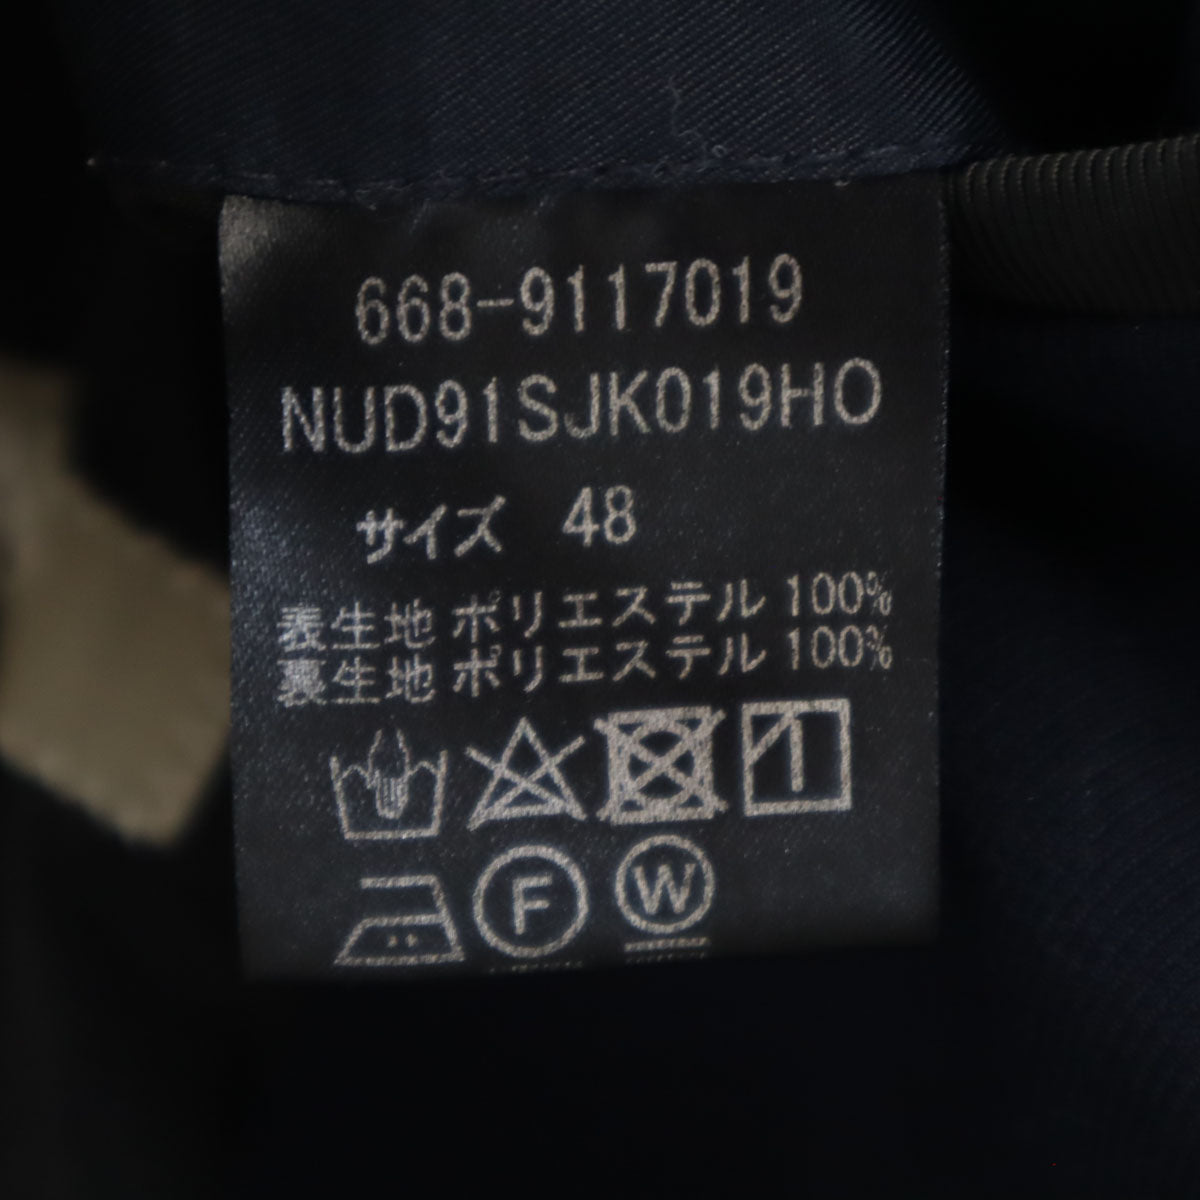 668-9117019
NUD91SJK019HO
サイズ 48
表生地 ポリエステル 100%
裏生地 ポリエステル 100%
F W